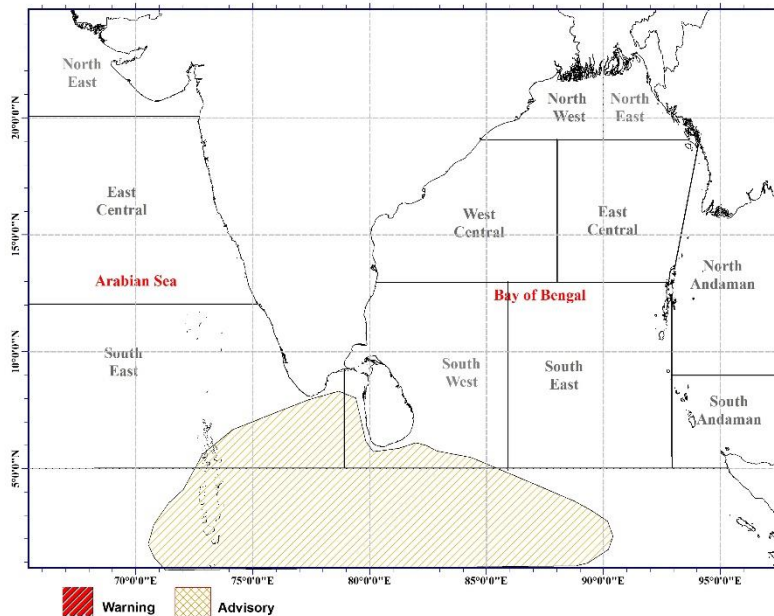 North
East
North
West
North
East
20°0'0"N
East
Central
West
Central
East
Central
15°0'0"N
Arabian Sea
Bay of Bengal
North
Andaman
South
East
South
West
South
East
10°0'0"N
South
Andaman
5°0'0"N
70°0'0"E
75°0'0"E
80°0'0"E
85°0'0"E
90°0'0"E
95°0'0"E
Warning
Advisory